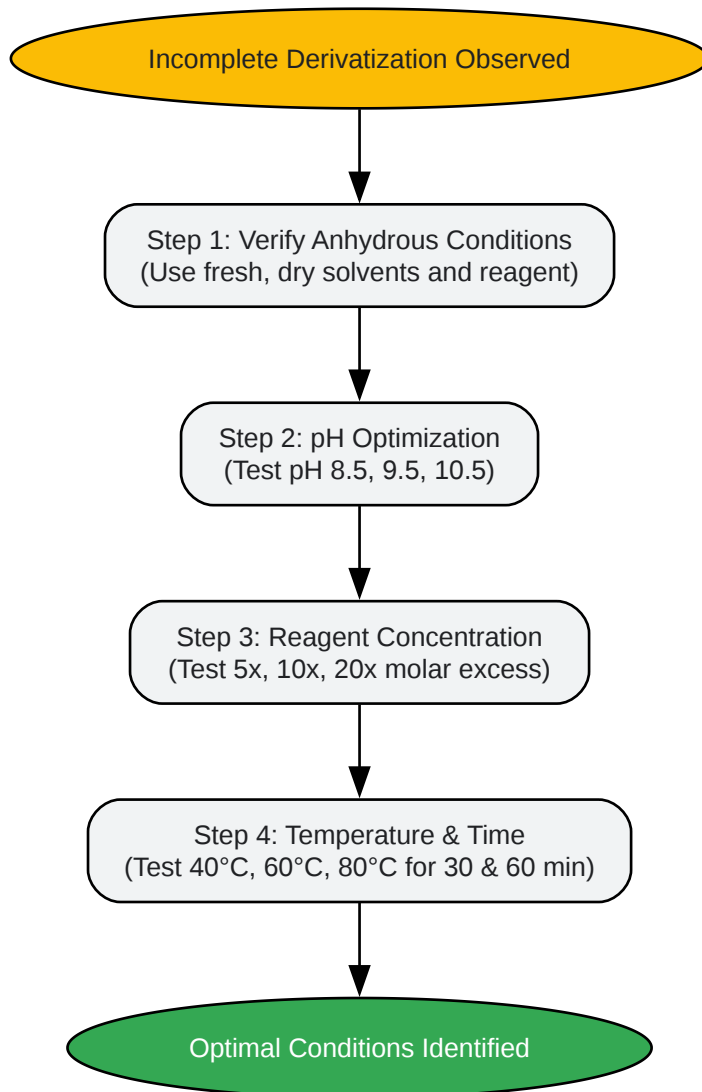 Incomplete Derivatization Observed
Step 1: Verify Anhydrous Conditions
(Use fresh, dry solvents and reagent)
Step 2: pH Optimization
(Test pH 8.5, 9.5, 10.5)
Step 3: Reagent Concentration
(Test 5x, 10x, 20x molar excess)
Step 4: Temperature & Time
(Test 40°C, 60°C, 80°C for 30 & 60 min)
Optimal Conditions Identified